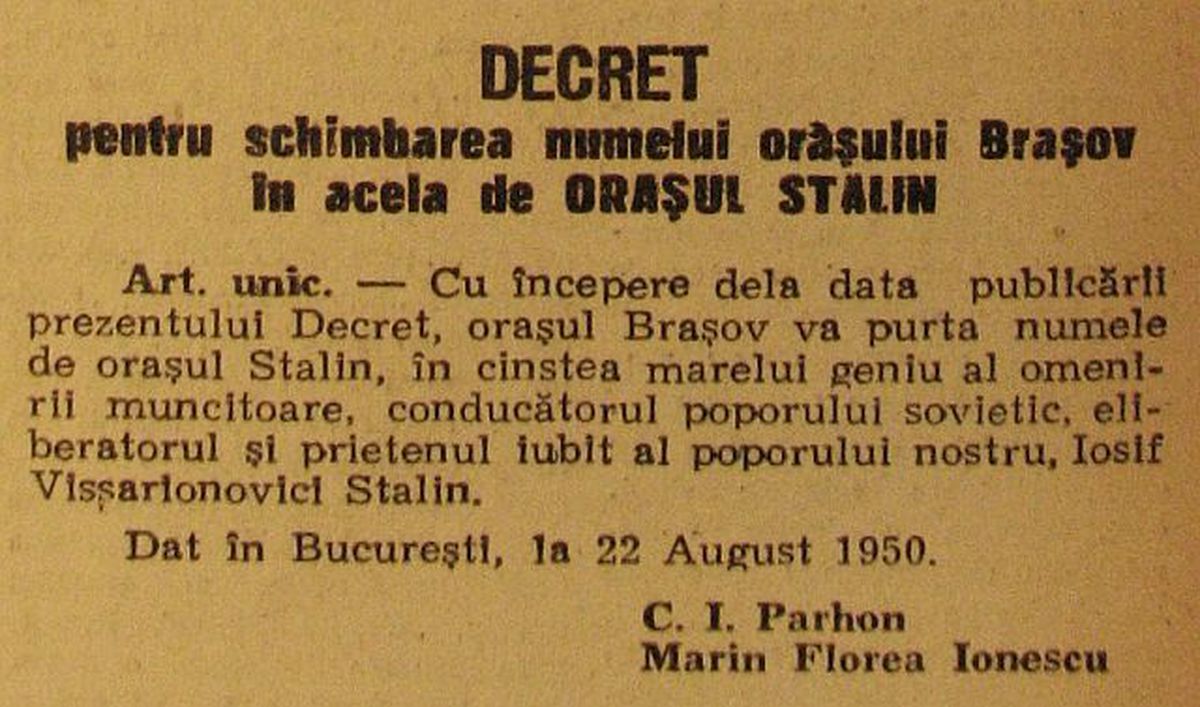 DECRET
pentru schimbarea numelui orașului Brașov
în acela de ORAȘUL STALIN
Art. unic. — Cu începere dela data publicării
prezentului Decret, orașul Brașov va purta numele
de orașul Stalin, în cinstea marelui geniu al omeni-
rii muncitoare, conducătorul poporului sovietic, eli-
beratorul și prietenul iubit al poporului nostru, Iosif
Visșarionovici Stalin.
Dat în București, la 22 August 1950.
C. I. Parhon
Marin Florea Ionescu